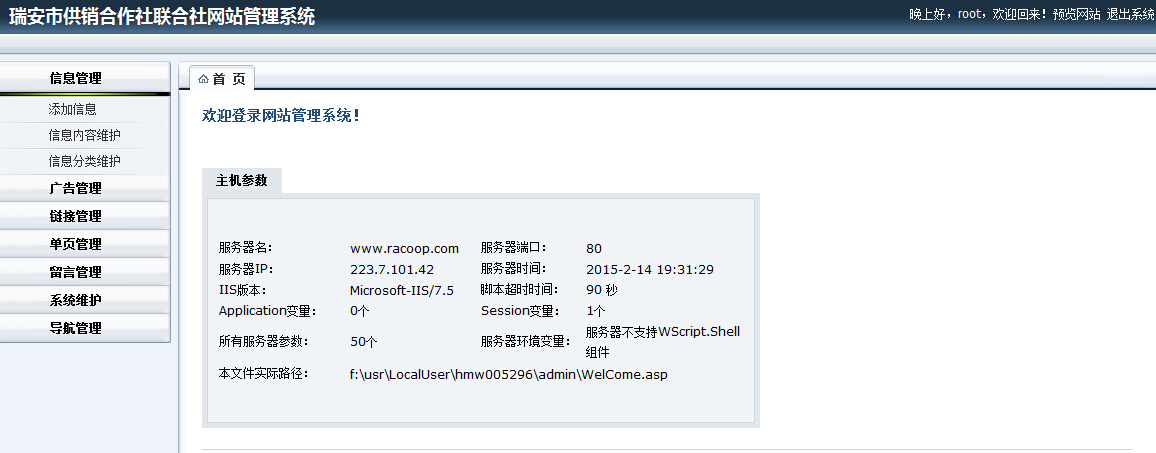 瑞安市供销合作社联合社网站管理系统
晚上好，root，欢迎回来！ 预览网站 退出系统
信息管理
添加信息
信息内容维护
信息分类维护
广告管理
链接管理
单页管理
留言管理
系统维护
导航管理
首 页
欢迎登录网站管理系统！
主机参数
服务器名： www.racoop.com 服务器端口： 80
服务器IP： 223.7.101.42 服务器时间： 2015-2-14 19:31:29
IIS版本： Microsoft-IIS/7.5 脚本超时时间： 90 秒
Application变量： 0个 Session变量： 1个
所有服务器参数： 50个 服务器环境变量： 服务器不支持WScript.Shell
组件
本文件实际路径： f:\usr\LocalUser\hmw005296\admin\WelCome.asp